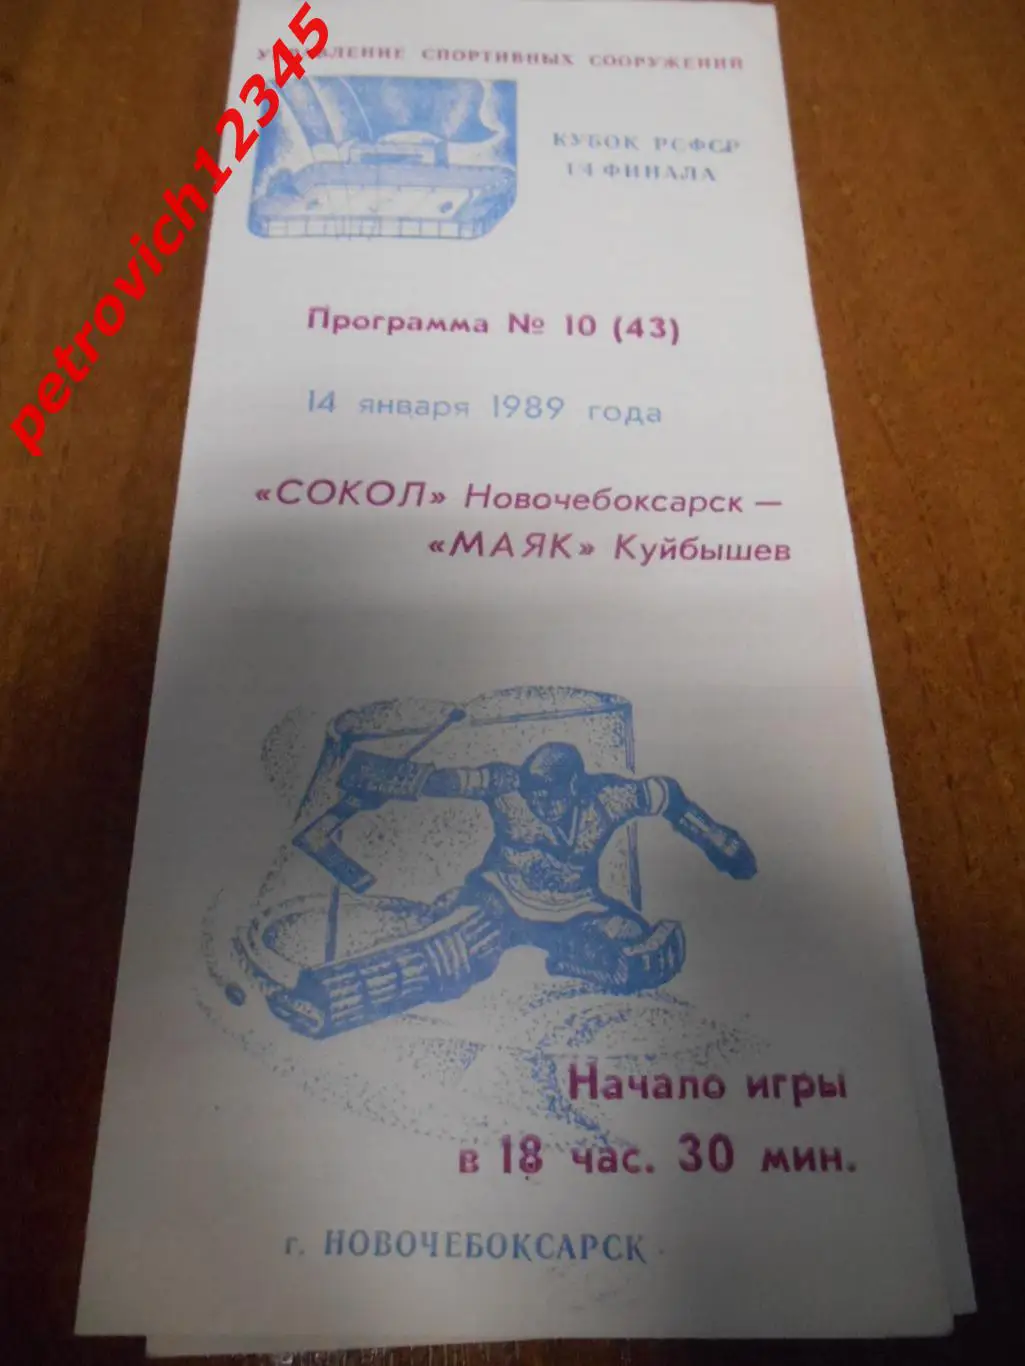 petrovich12345
УПРАВЛЕНИЕ СПОРТИВНЫХ СООРУЖЕНИЙ
КУБОК РСФСР
1 4 ФИНАЛА
Программа № 10 (43)
14 января 1989 года
«СОКОЛ» Новочебоксарск —
«МАЯК» Куйбышев
Начало игры
в 18 час. 30 мин.
г. НОВОЧЕБОКСАРСК